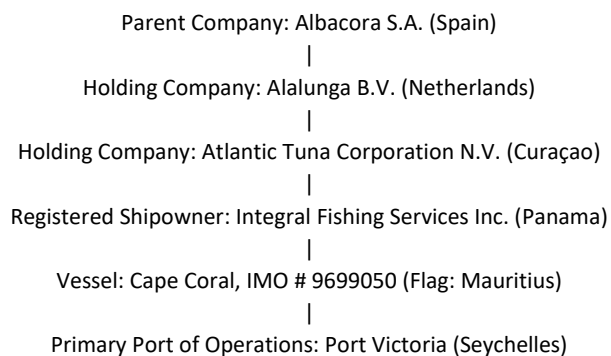 Parent Company: Albacora S.A. (Spain)
|
Holding Company: Alalunga B.V. (Netherlands)
|
Holding Company: Atlantic Tuna Corporation N.V. (Curaçao)
|
Registered Shipowner: Integral Fishing Services Inc. (Panama)
|
Vessel: Cape Coral, IMO # 9699050 (Flag: Mauritius)
|
Primary Port of Operations: Port Victoria (Seychelles)